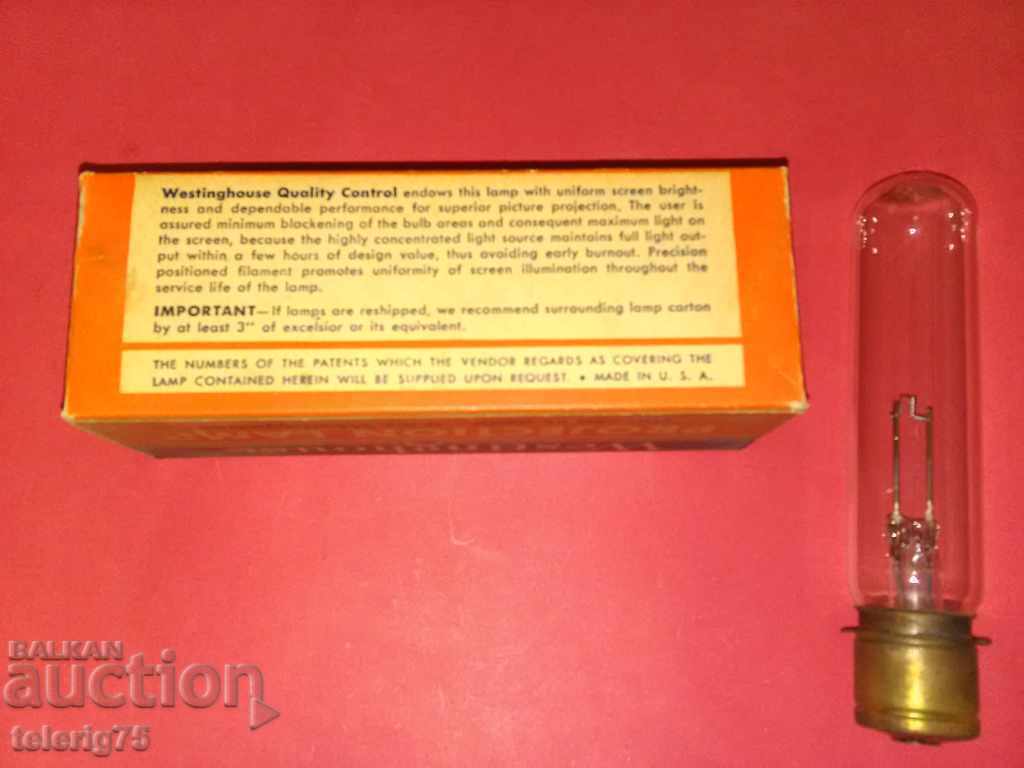 Westinghouse Quality Control endows this lamp with uniform screen bright-
ness and dependable performance for superior picture projection. The user is
assured minimum blackening of the bulb areas and consequent maximum light on
the screen, because the highly concentrated light source maintains full light out-
put within a few hours of design value, thus avoiding early burnout. Precision
positioned filament promotes uniformity of screen illumination throughout the
service life of the lamp.
IMPORTANT—If lamps are reshipped, we recommend surrounding lamp carton
by at least 3" of excelsior or its equivalent.
THE NUMBERS OF THE PATENTS WHICH THE VENDOR REGARDS AS COVERING THE
LAMP CONTAINED HEREIN WILL BE SUPPLIED UPON REQUEST. • MADE IN U. S. A.
PROJECTION LAMP
Westinghouse
BALKAN
auction
telerig75